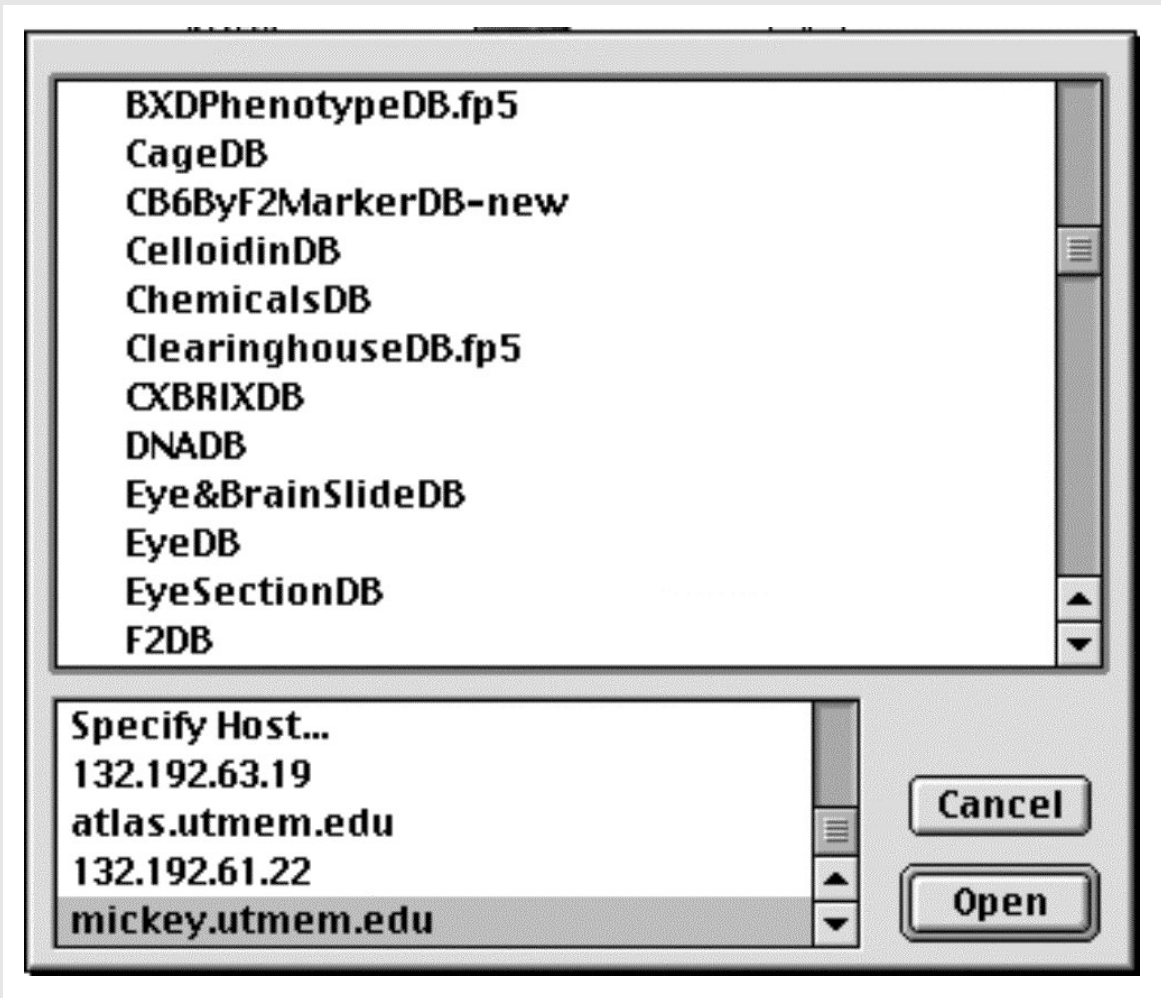 BXDPhenotypeDB.fp5
CageDB
CB6ByF2MarkerDB-new
CelloidinDB
ChemicalsDB
ClearinghouseDB.fp5
CXBRIXDB
DNADB
Eye&BrainSlideDB
EyeDB
EyeSectionDB
F2DB
Specify Host...
132.192.63.19
atlas.utmem.edu
132.192.61.22
mickey.utmem.edu
Cancel
Open